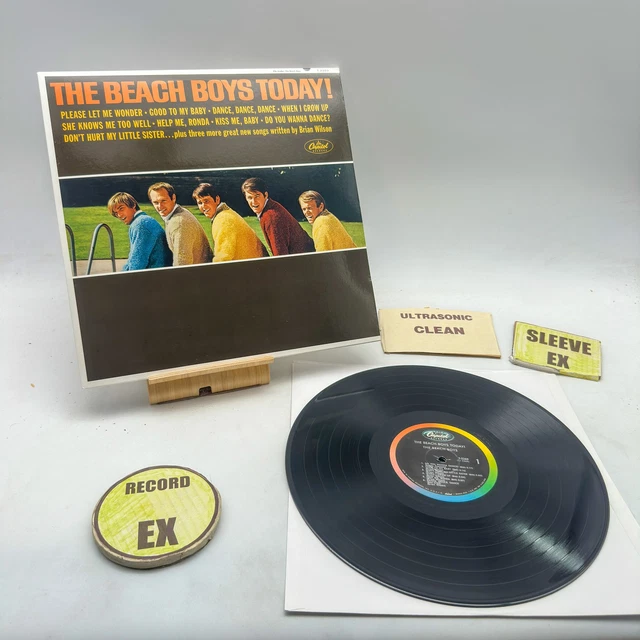 THE BEACH BOYS TODAY!
PLEASE LET ME WONDER • GOOD TO MY BABY • DANCE, DANCE, DANCE • WHEN I GROW UP
SHE KNOWS ME TOO WELL • HELP ME, RONDA • KISS ME, BABY • DO YOU WANNA DANCE?
DON'T HURT MY LITTLE SISTER...plus three more great new songs written by Brian Wilson
Capitol
ULTRASONIC
CLEAN
SLEEVE
EX
Capitol
THE BEACH BOYS TODAY!
THE BEACH BOYS
1
RECORD
EX